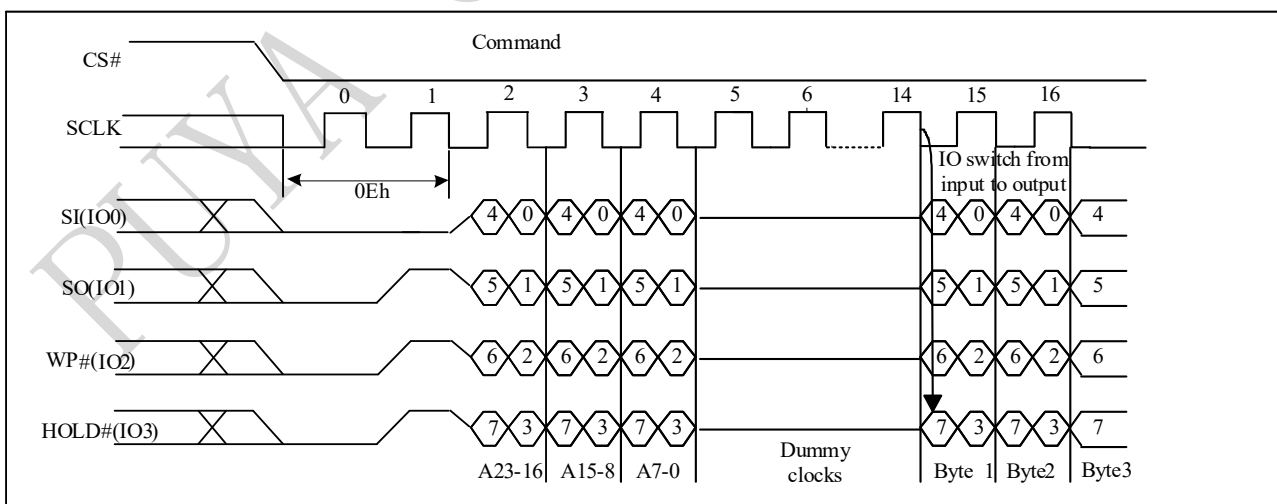 Command
CS#
0 1 2 3 4 5 6 14 15 16
SCLK
IO switch from
input to output
0Eh
SI(IO0) 4 0 4 0 4 0 4 0 4 0 4
SO(IO1) 5 1 5 1 5 1 5 1 5 1 5
WP#(IO2) 6 2 6 2 6 2 6 2 6 2 6
HOLD#(IO3) 7 3 7 3 7 3 7 3 7 3 7
A23-16 A15-8 A7-0 Dummy
clocks Byte 1 Byte2 Byte3
PUYA